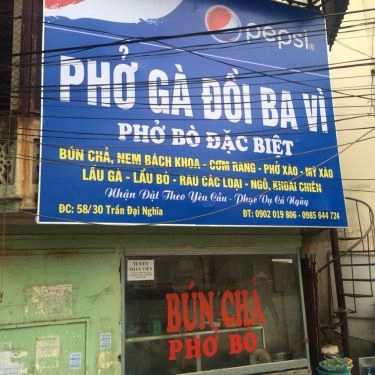 pepsi
PHỞ GÀ ĐỒI BA VÌ
PHỞ BÒ ĐẶC BIỆT
BÚN CHẢ, NEM BÁCH KHOA - CƠM RANG - PHỞ XÀO - MỲ XÀO
LẨU GÀ - LẨU BÒ - RAU CÁC LOẠI - NGÔ, KHOAI CHIÊN
Nhận Đặt Theo Yêu Cầu - Phục Vụ Cả Ngày
ĐC: 58/30 Trần Đại Nghĩa ĐT: 0902 019 806 - 0985 644 724
TUYỂN
NHÂN VIÊN
BÚN CHẢ
PHỞ BÒ